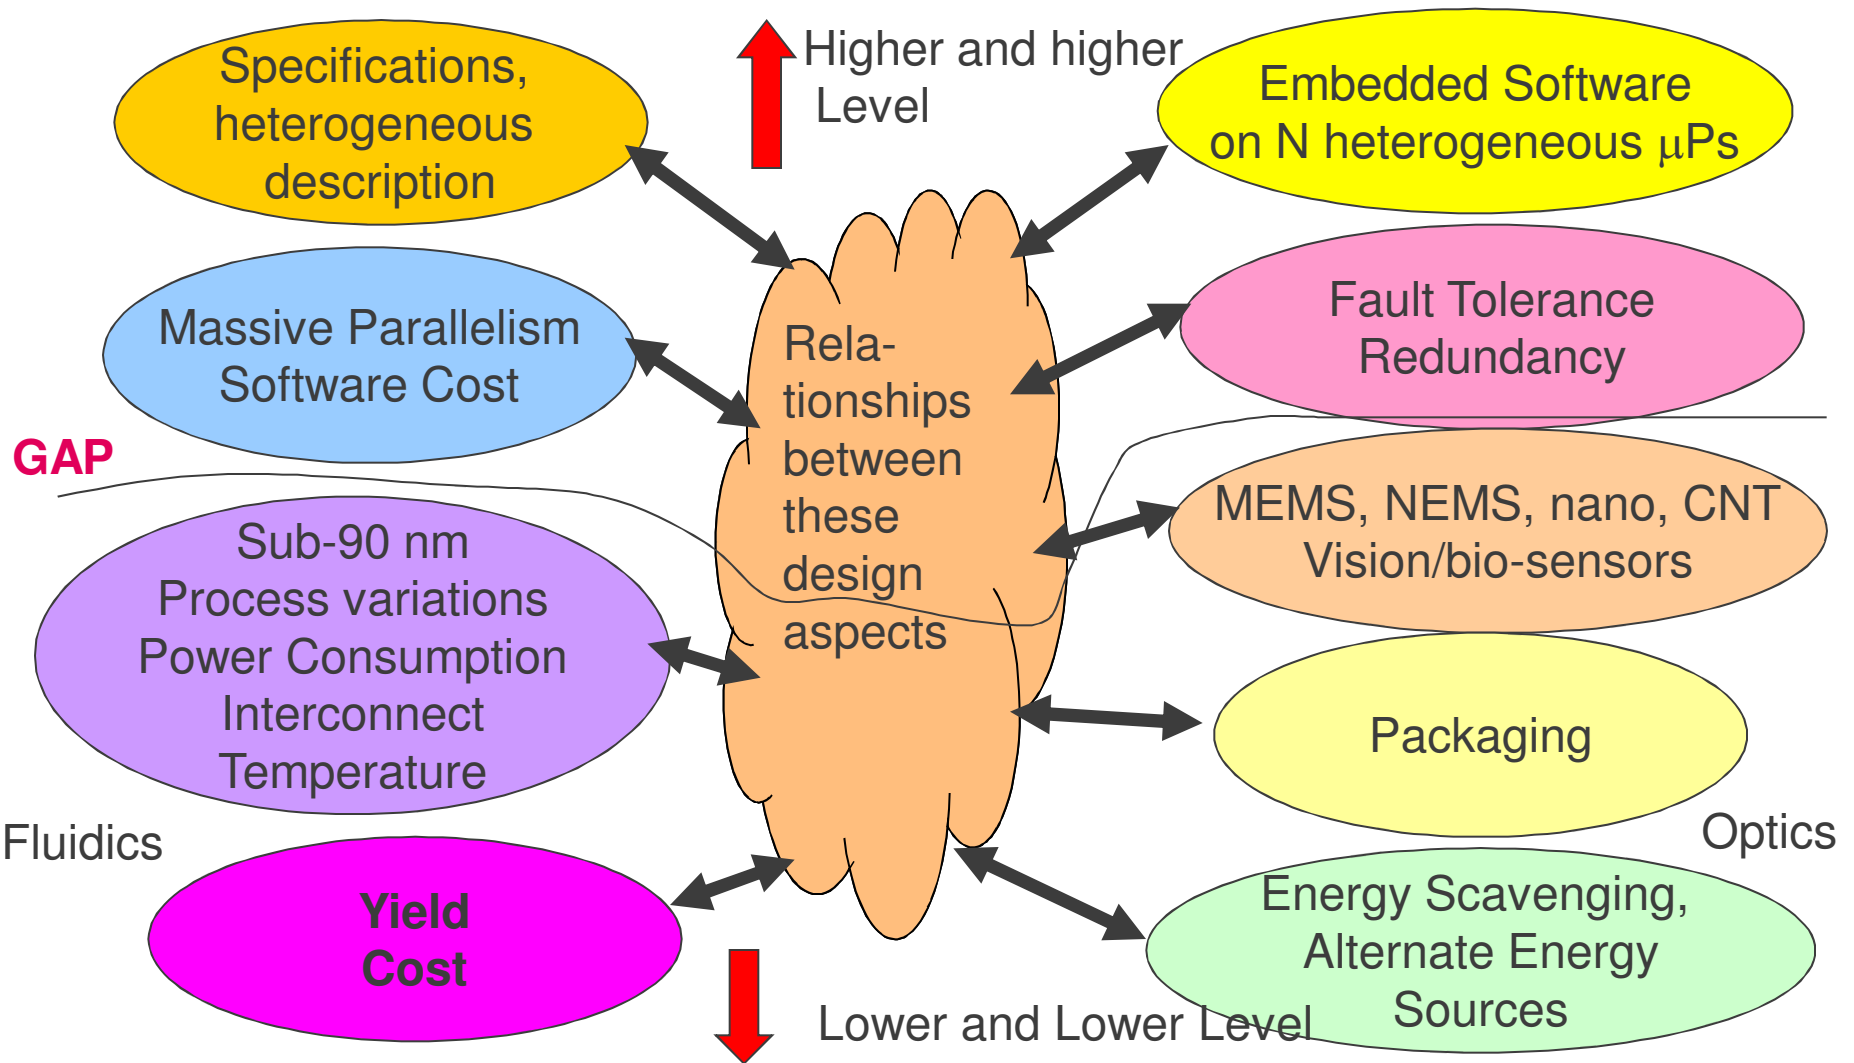 Specifications,
heterogeneous
description
Higher and higher
Level
Embedded Software
on N heterogeneous μPs
Massive Parallelism
Software Cost
Fault Tolerance
Redundancy
Rela-
tionships
between
these
design
aspects
GAP
Sub-90 nm
Process variations
Power Consumption
Interconnect
Temperature
MEMS, NEMS, nano, CNT
Vision/bio-sensors
Packaging
Fluidics
Optics
Yield
Cost
Energy Scavenging,
Alternate Energy
Sources
Lower and Lower Level